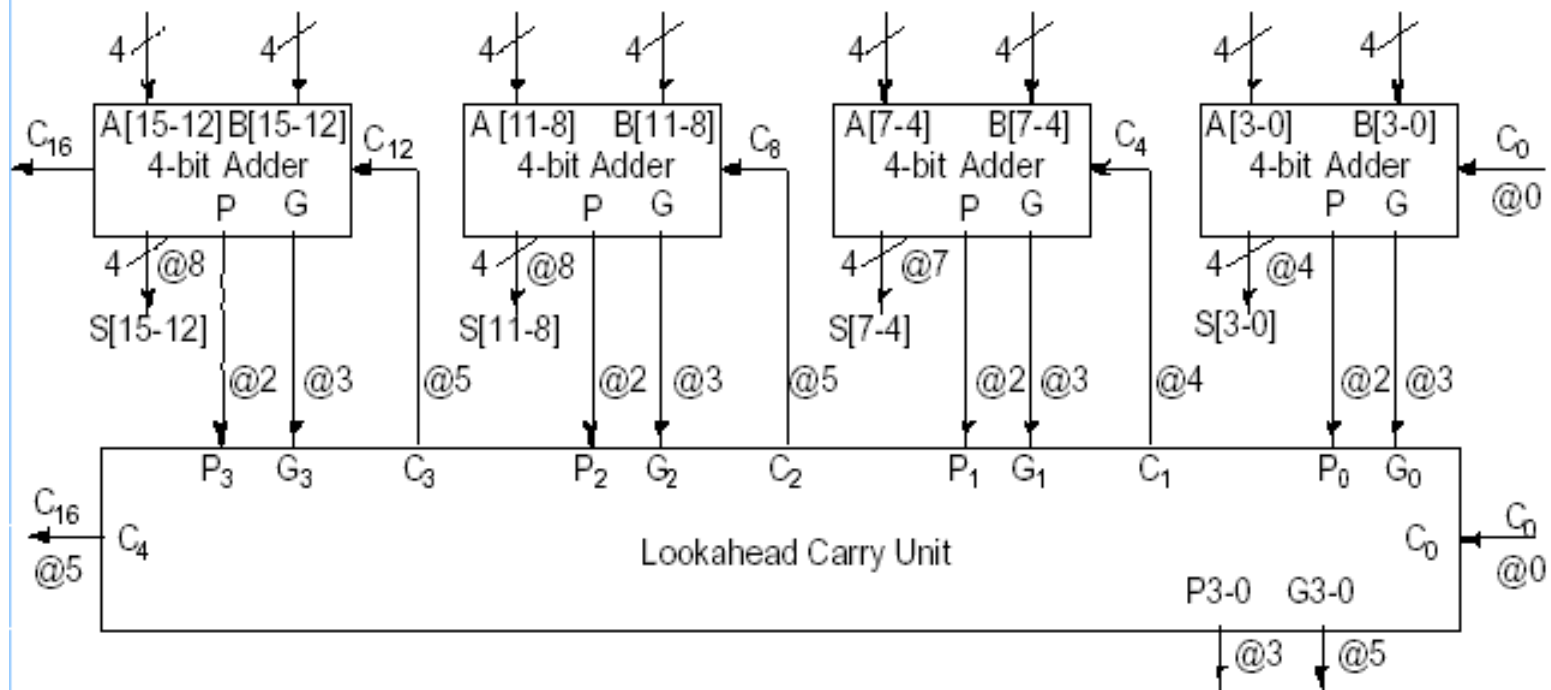 4 4 4 4 4 4 4 4
A[15-12] B[15-12] A [11-8] B[11-8] A[7-4] B[7-4] A[3-0] B[3-0]
C16 C12 C8 C4 C0
4-bit Adder 4-bit Adder 4-bit Adder 4-bit Adder
@0
P G P G P G P G
4 @8 4 @8 4 @7 4 @4
S[15-12] S[11-8] S[7-4] S[3-0]
@2 @3 @5 @2 @3 @5 @2 @3 @4 @2 @3
P3 G3 C3 P2 G2 C2 P1 G1 C1 P0 G0
C16 C0
C4 Lookahead Carry Unit C0
@5 @0
P3-0 G3-0
@3 @5